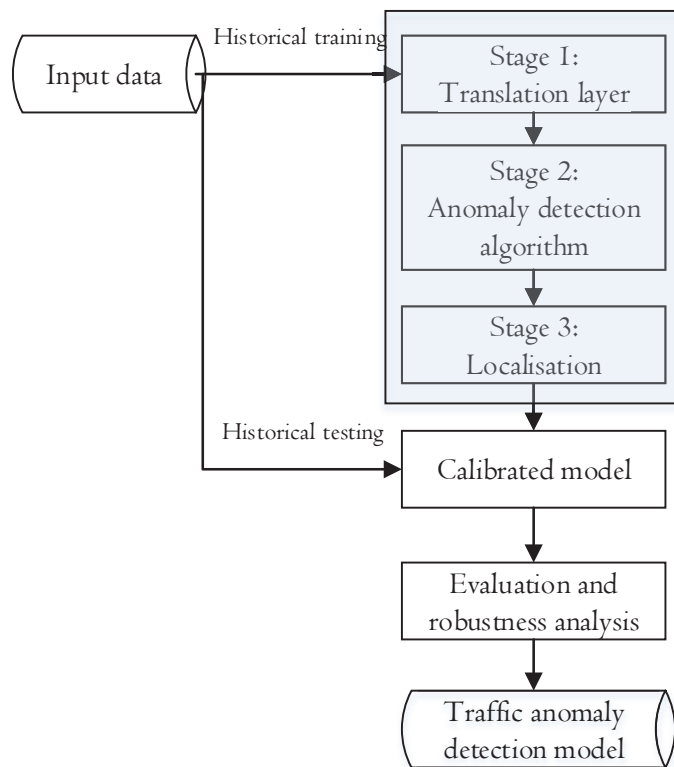 Historical training
Input data
Stage 1:
Translation layer
Stage 2:
Anomaly detection
algorithm
Stage 3:
Localisation
Historical testing
Calibrated model
Evaluation and
robustness analysis
Traffic anomaly
detection model